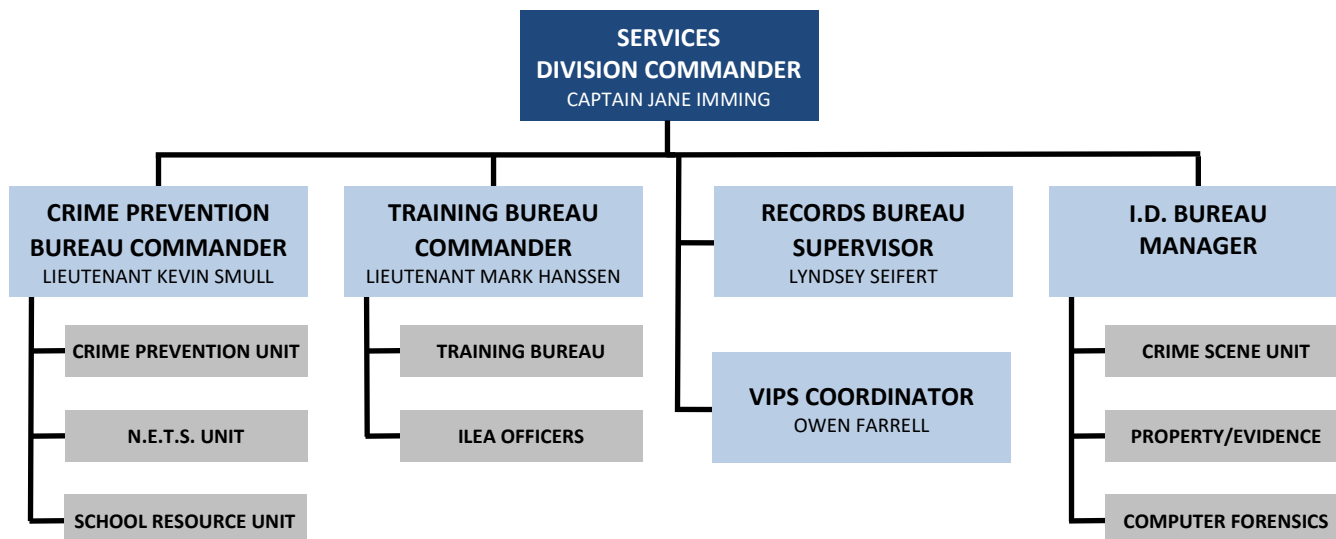 SERVICES
DIVISION COMMANDER
CAPTAIN JANE IMMING
CRIME PREVENTION
BUREAU COMMANDER
LIEUTENANT KEVIN SMULL
TRAINING BUREAU
COMMANDER
LIEUTENANT MARK HANSSEN
RECORDS BUREAU
SUPERVISOR
LYNDSEY SEIFERT
I.D. BUREAU
MANAGER
CRIME PREVENTION UNIT
N.E.T.S. UNIT
SCHOOL RESOURCE UNIT
TRAINING BUREAU
ILEA OFFICERS
VIPS COORDINATOR
OWEN FARRELL
CRIME SCENE UNIT
PROPERTY/EVIDENCE
COMPUTER FORENSICS